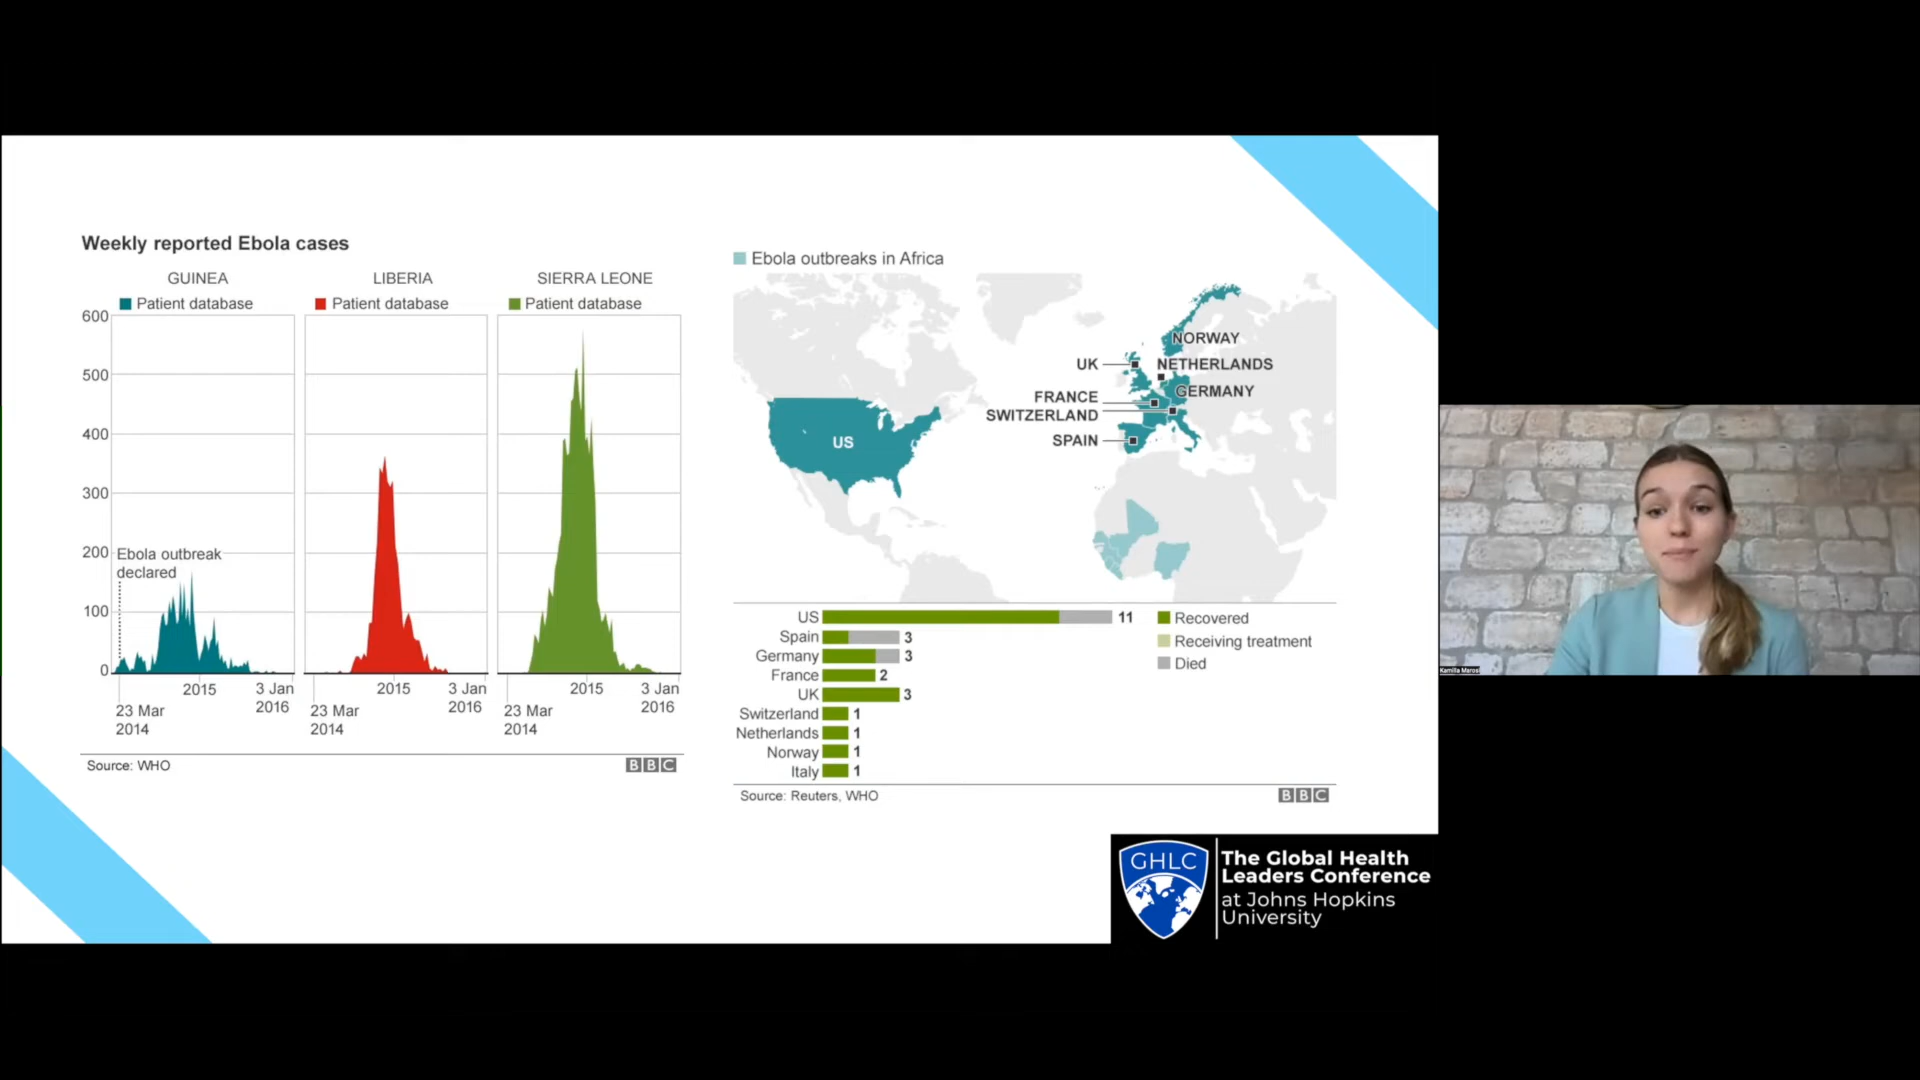 Weekly reported Ebola cases
GUINEA
LIBERIA
SIERRA LEONE
Patient database
Patient database
Patient database
600
500
400
300
200
100
0
Ebola outbreak
declared
2015
3 Jan
2016
23 Mar
2014
2015
3 Jan
2016
23 Mar
2014
2015
3 Jan
2016
23 Mar
2014
Source: WHO
BBC
Ebola outbreaks in Africa
NORWAY
UK
NETHERLANDS
GERMANY
FRANCE
SWITZERLAND
SPAIN
US
US 11
Spain 3
Germany 3
France 2
UK 3
Switzerland 1
Netherlands 1
Norway 1
Italy 1
Recovered
Receiving treatment
Died
Source: Reuters, WHO
BBC
GHLC
The Global Health
Leaders Conference
at Johns Hopkins
University
Kamilla Marosi